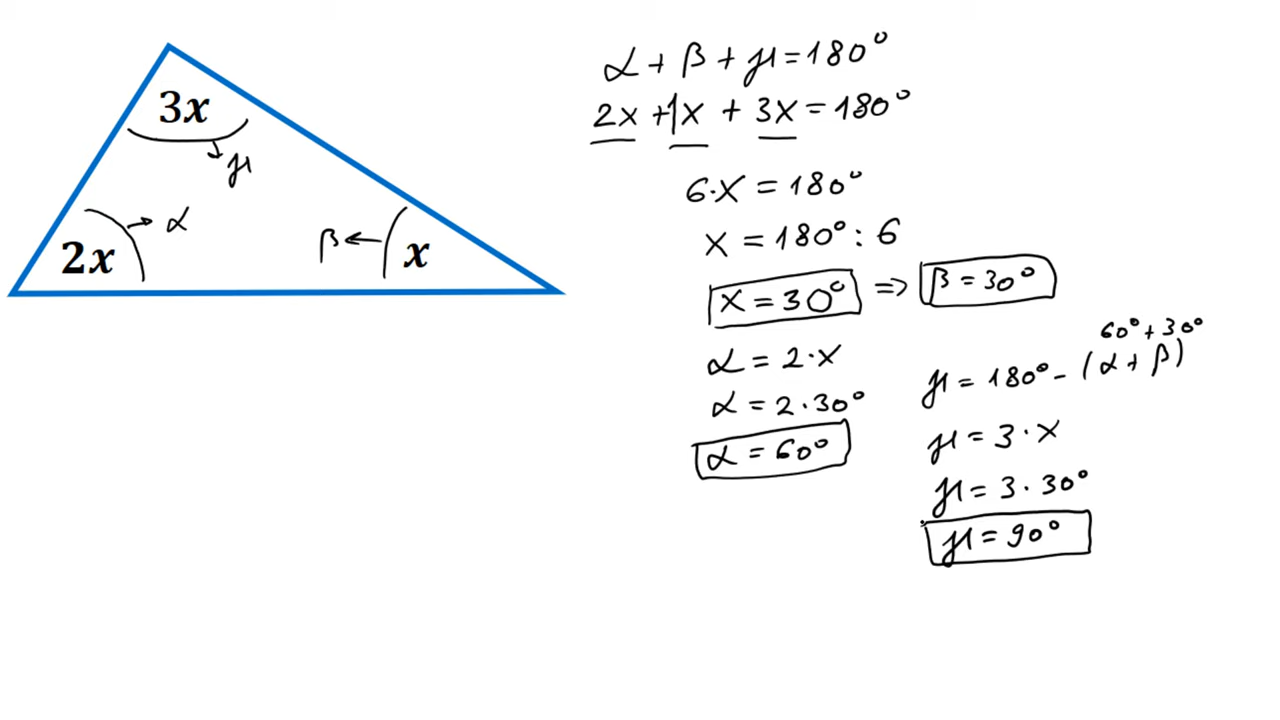 3x
μ
α
2x
β
x
α + β + μ = 180°
2x + 1x + 3x = 180°
6·x = 180°
x = 180° : 6
x = 30° => β = 30°
α = 2·x
α = 2·30°
α = 60°
60° + 30°
μ = 180° - (α + β)
μ = 3·x
μ = 3·30°
μ = 90°